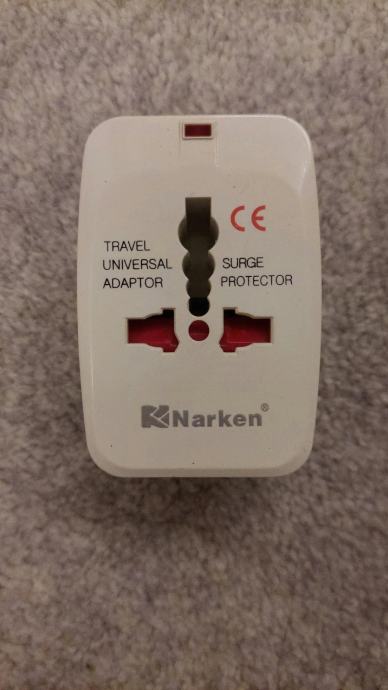 CE
TRAVEL
UNIVERSAL
ADAPTOR
SURGE
PROTECTOR
Narken®